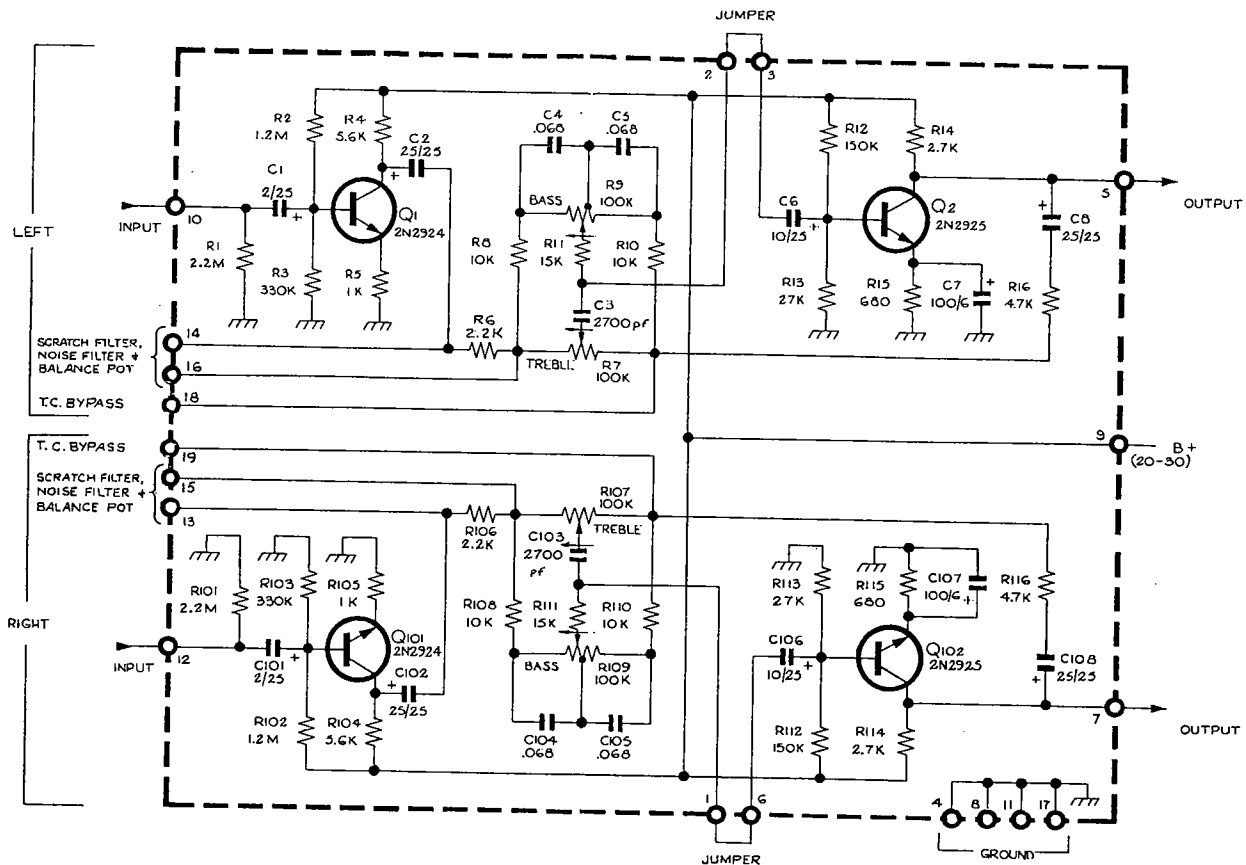 JUMPER
2
3
LEFT
INPUT
10
R1
2.2M
C1
2/25
+
R2
1.2M
R3
330K
R4
5.6K
C2
25/25
+
Q1
2N2924
R5
1K
R6
2.2K
C4
.068
C5
.068
BASS
R9
100K
R8
10K
R11
15K
R10
10K
C3
2700pf
TREBLE
R7
100K
C6
10/25
+
R12
150K
R13
27K
R14
2.7K
Q2
2N2925
R15
680
C7
100/6
+
C8
25/25
+
R16
4.7K
5
OUTPUT
SCRATCH FILTER,
NOISE FILTER +
BALANCE POT
14
16
T.C. BYPASS
18
9
B+
(20-30)
RIGHT
T.C. BYPASS
19
SCRATCH FILTER,
NOISE FILTER +
BALANCE POT
15
13
R106
2.2K
R107
100K
TREBLE
C103
2700
pf
R108
10K
R111
15K
R110
10K
BASS
R109
100K
C104
.068
C105
.068
INPUT
12
R101
2.2M
R103
330K
R105
1K
C101
2/25
+
Q101
2N2924
+
C102
25/25
R102
1.2M
R104
5.6K
R113
27K
R115
680
C107
100/6
+
R116
4.7K
C106
10/25
+
Q102
2N2925
C108
25/25
+
R112
150K
R114
2.7K
7
OUTPUT
1
6
JUMPER
4
8
11
17
GROUND